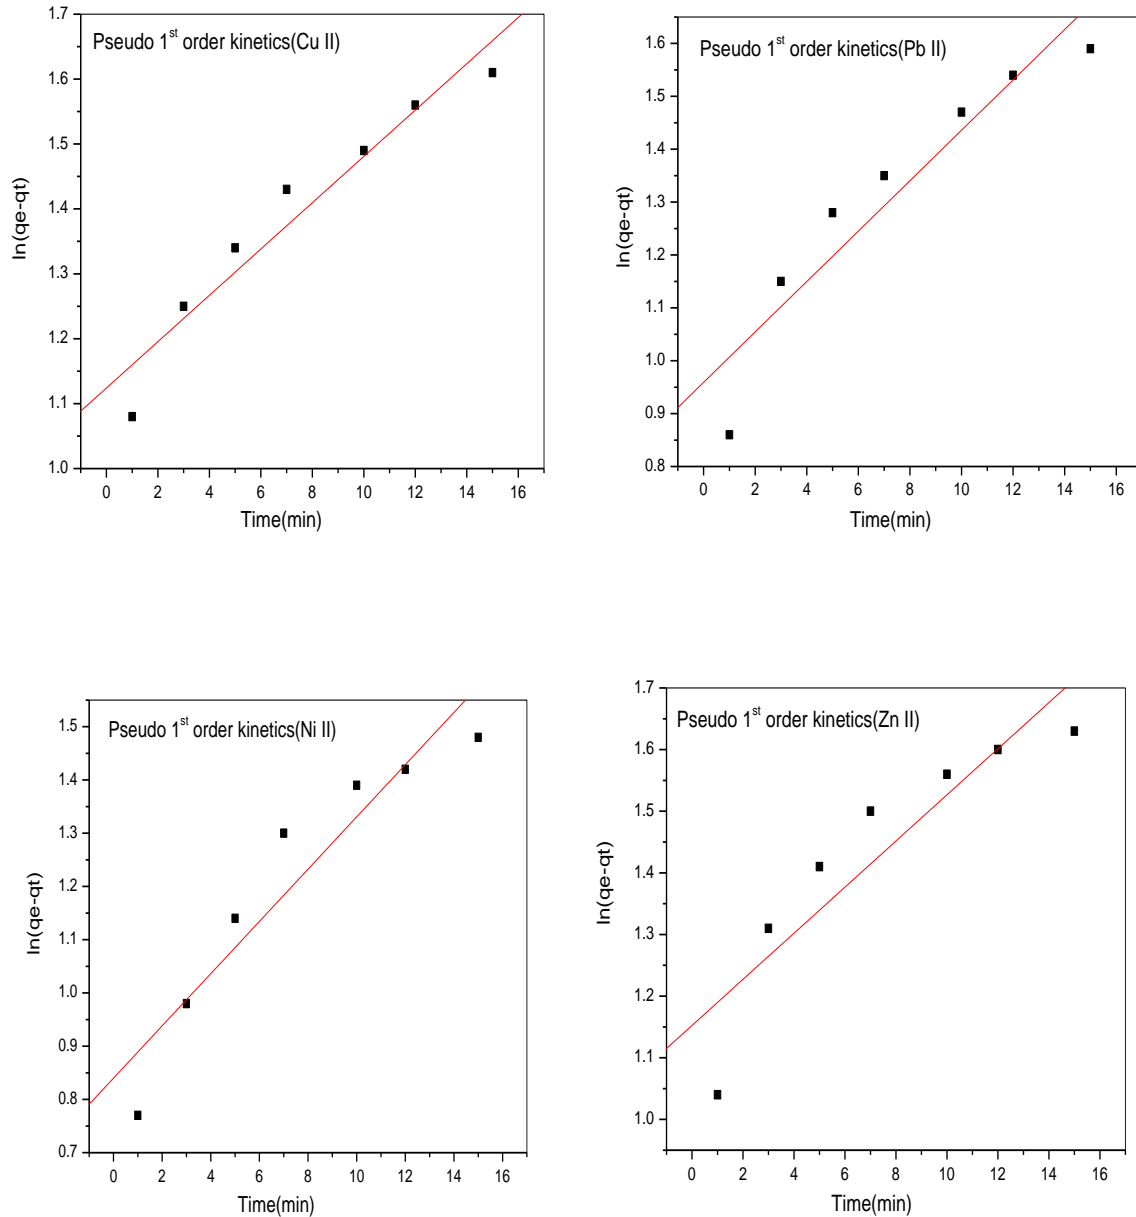 Pseudo 1st order kinetics(Cu II)
ln(qe-qt)
1.7
1.6
1.5
1.4
1.3
1.2
1.1
1.0
0 2 4 6 8 10 12 14 16
Time(min)
Pseudo 1st order kinetics(Pb II)
ln(qe-qt)
1.6
1.5
1.4
1.3
1.2
1.1
1.0
0.9
0.8
0 2 4 6 8 10 12 14 16
Time(min)
Pseudo 1st order kinetics(Ni II)
ln(qe-qt)
1.5
1.4
1.3
1.2
1.1
1.0
0.9
0.8
0.7
0 2 4 6 8 10 12 14 16
Time(min)
Pseudo 1st order kinetics(Zn II)
ln(qe-qt)
1.7
1.6
1.5
1.4
1.3
1.2
1.1
1.0
0 2 4 6 8 10 12 14 16
Time(min)